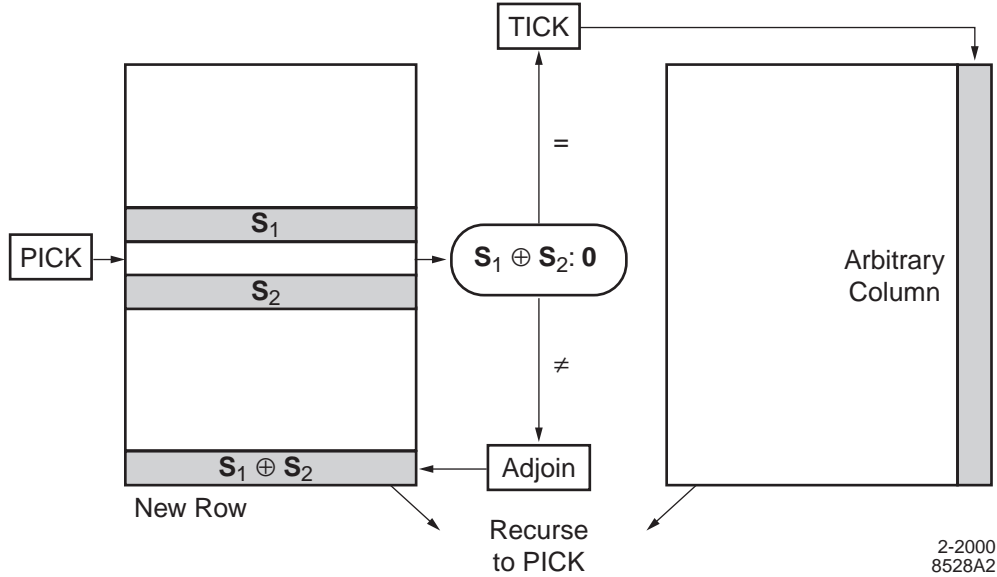 TICK
=
S₁
PICK
S₁ ⊕ S₂: 0
S₂
Arbitrary
Column
≠
S₁ ⊕ S₂
Adjoin
New Row
Recurse
to PICK
2-2000
8528A2